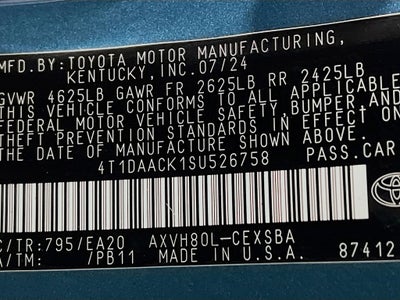 MFD.BY:TOYOTA MOTOR MANUFACTURING,
KENTUCKY,INC.07/24
GVWR 4625LB GAWR FR 2625LB RR 2425LB
THIS VEHICLE CONFORMS TO ALL APPLICABLE
FEDERAL MOTOR VEHICLE SAFETY, BUMPER AND
THEFT PREVENTION STANDARDS IN EFFECT ON
THE DATE OF MANUFACTURE SHOWN ABOVE.
4T1DAACK1SU526758 PASS.CAR
TOYOTA
C/TR:795/EA20 AXVH80L-CEXSBA
A/TM: /PB11 MADE IN U.S.A. 87412